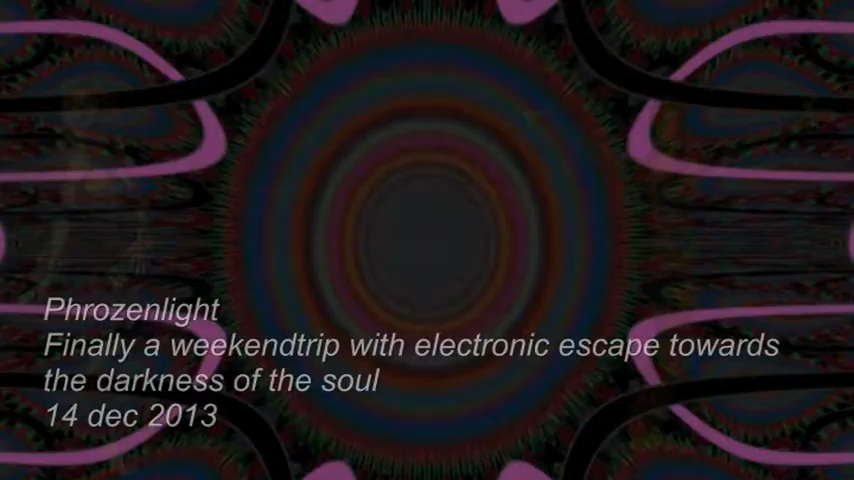 Phrozenlight
Finally a weekendtrip with electronic escape towards
the darkness of the soul
14 dec 2013